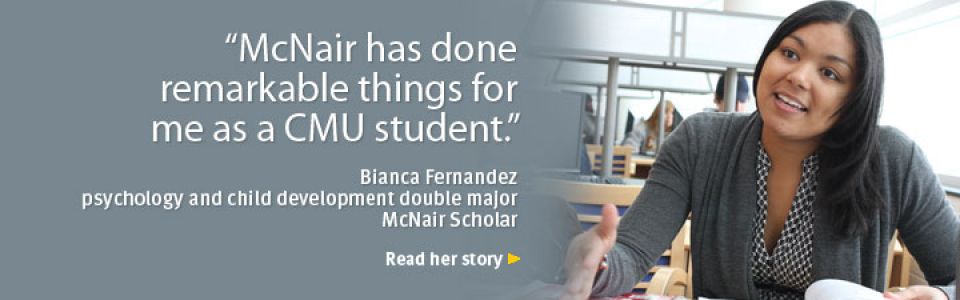 “McNair has done
remarkable things for
me as a CMU student.”
Bianca Fernandez
psychology and child development double major
McNair Scholar
Read her story